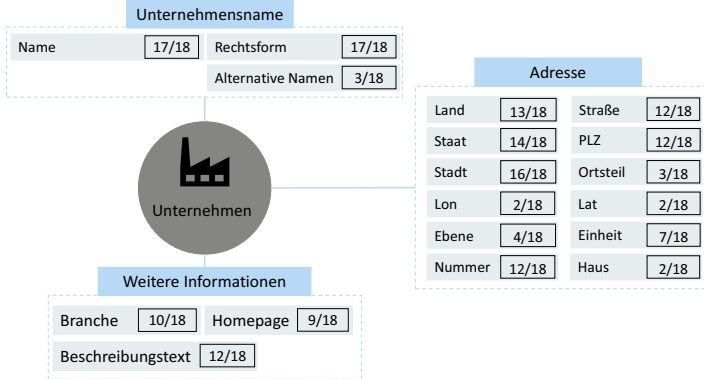 Unternehmensname
Name 17/18 Rechtsform 17/18
Alternative Namen 3/18
Adresse
Land 13/18 Straße 12/18
Staat 14/18 PLZ 12/18
Stadt 16/18 Ortsteil 3/18
Lon 2/18 Lat 2/18
Ebene 4/18 Einheit 7/18
Nummer 12/18 Haus 2/18
Unternehmen
Weitere Informationen
Branche 10/18 Homepage 9/18
Beschreibungstext 12/18